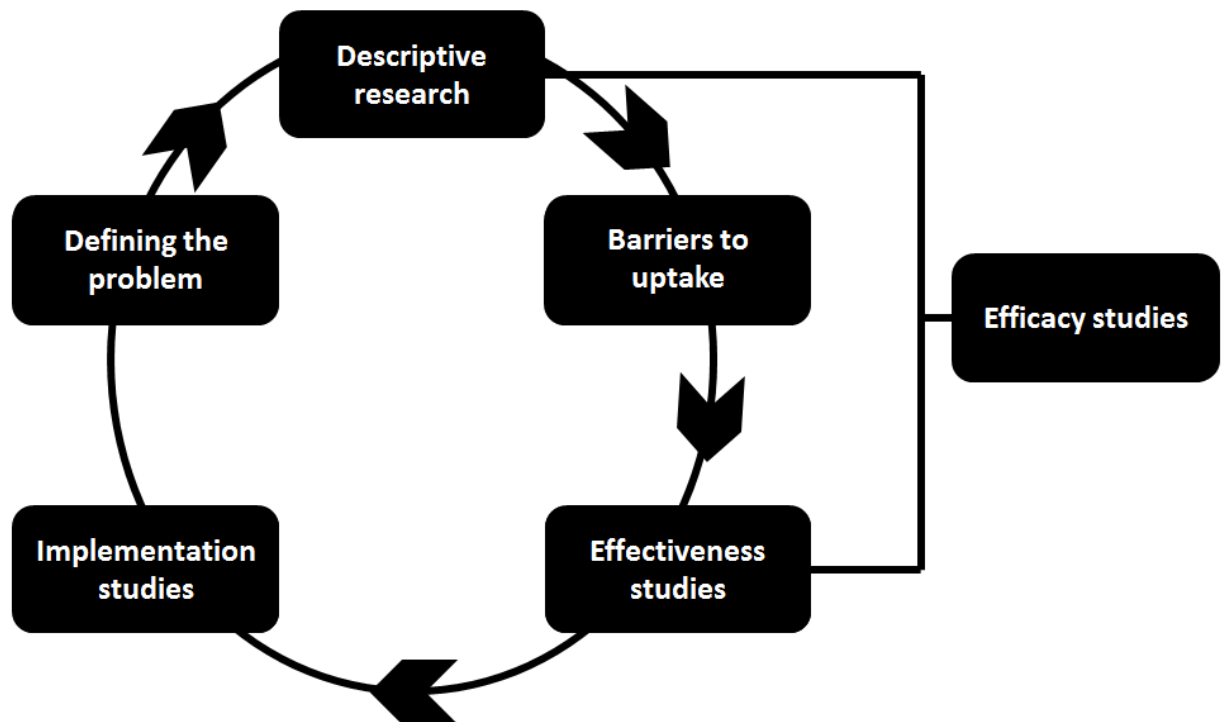 Descriptive
research
Defining the
problem
Barriers to
uptake
Efficacy studies
Implementation
studies
Effectiveness
studies